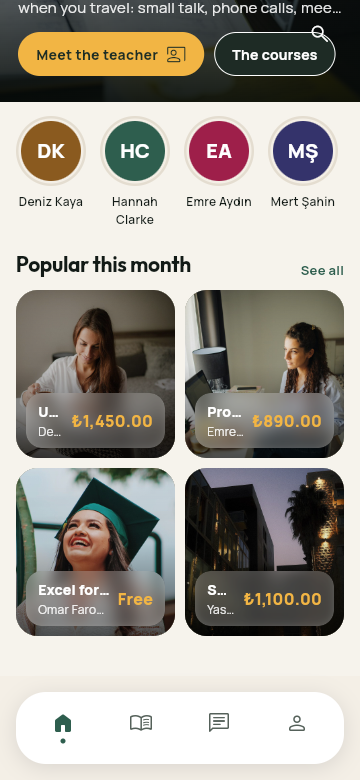 when you travel: small talk, phone calls, mee…
Meet the teacher
The courses
DK
HC
EA
MŞ
Deniz Kaya
Hannah
Clarke
Emre Aydın
Mert Şahin
Popular this month
See all
U…
De…
₺1,450.00
Pro…
Emre…
₺890.00
Excel for…
Omar Faro…
Free
S…
Yas…
₺1,100.00